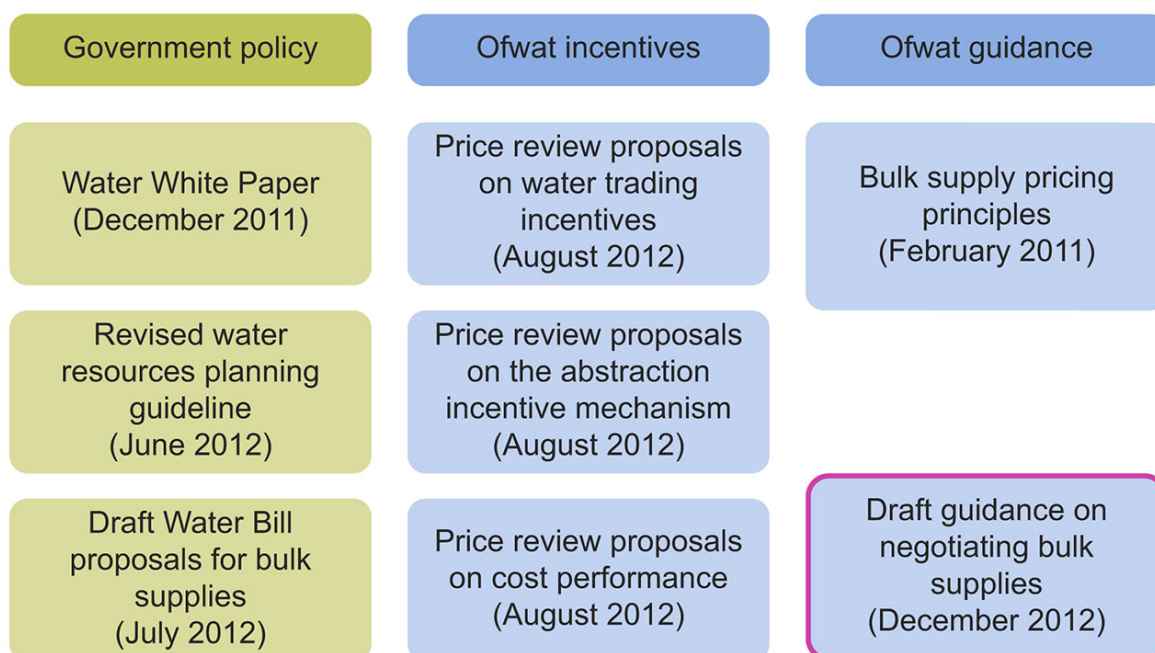 Government policy
Ofwat incentives
Ofwat guidance
Water White Paper
(December 2011)
Price review proposals
on water trading
incentives
(August 2012)
Bulk supply pricing
principles
(February 2011)
Revised water
resources planning
guideline
(June 2012)
Price review proposals
on the abstraction
incentive mechanism
(August 2012)
Draft Water Bill
proposals for bulk
supplies
(July 2012)
Price review proposals
on cost performance
(August 2012)
Draft guidance on
negotiating bulk
supplies
(December 2012)